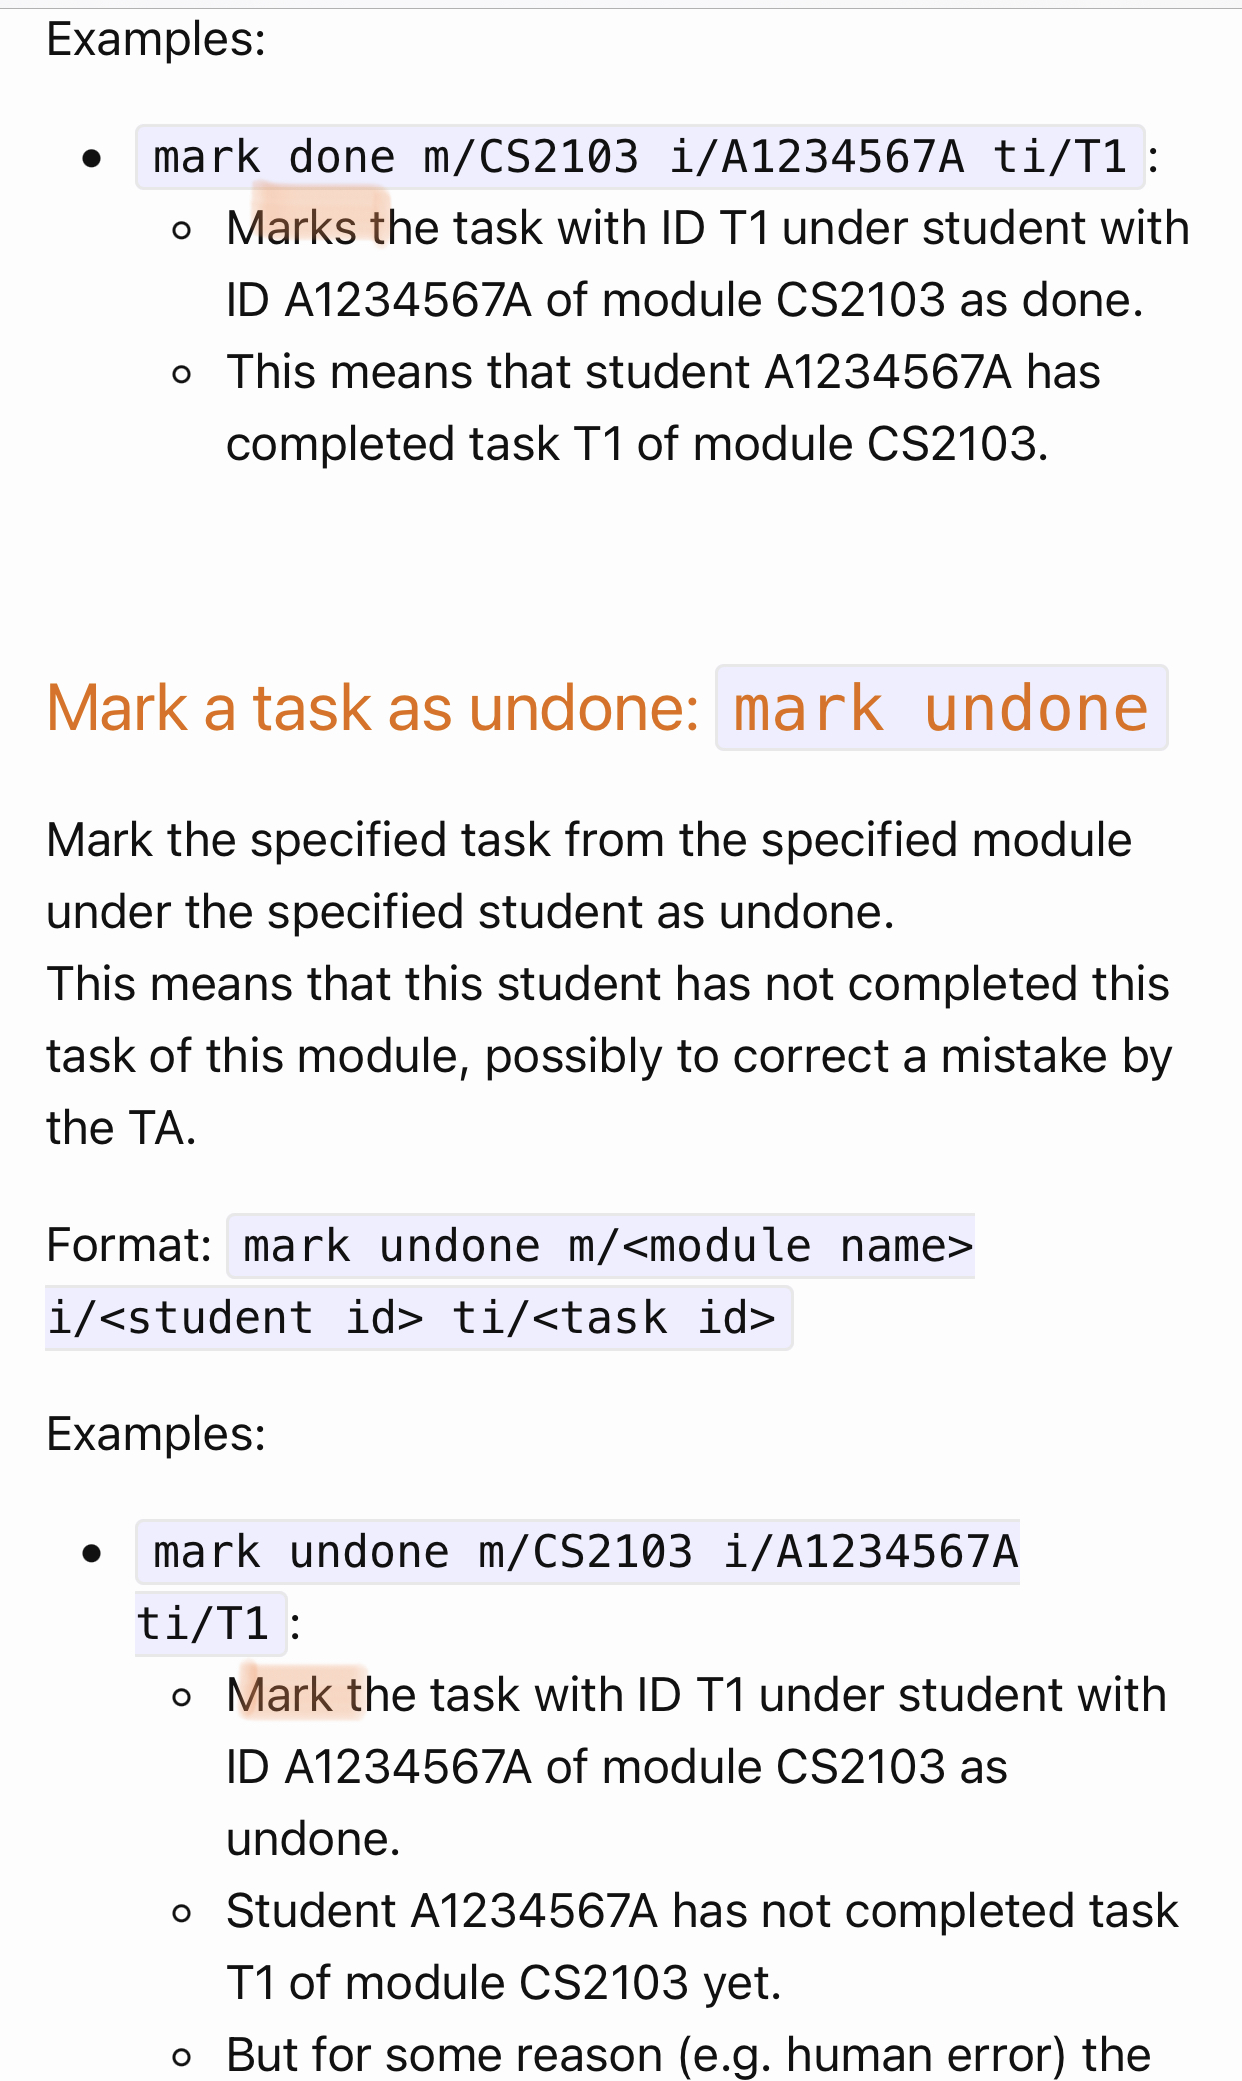 Examples:
mark done m/CS2103 i/A1234567A ti/T1 :
Marks the task with ID T1 under student with
ID A1234567A of module CS2103 as done.
This means that student A1234567A has
completed task T1 of module CS2103.
Mark a task as undone: mark undone
Mark the specified task from the specified module
under the specified student as undone.
This means that this student has not completed this
task of this module, possibly to correct a mistake by
the TA.
Format: mark undone m/<module name>
i/<student id> ti/<task id>
Examples:
mark undone m/CS2103 i/A1234567A
ti/T1 :
Mark the task with ID T1 under student with
ID A1234567A of module CS2103 as
undone.
Student A1234567A has not completed task
T1 of module CS2103 yet.
But for some reason (e.g. human error) the